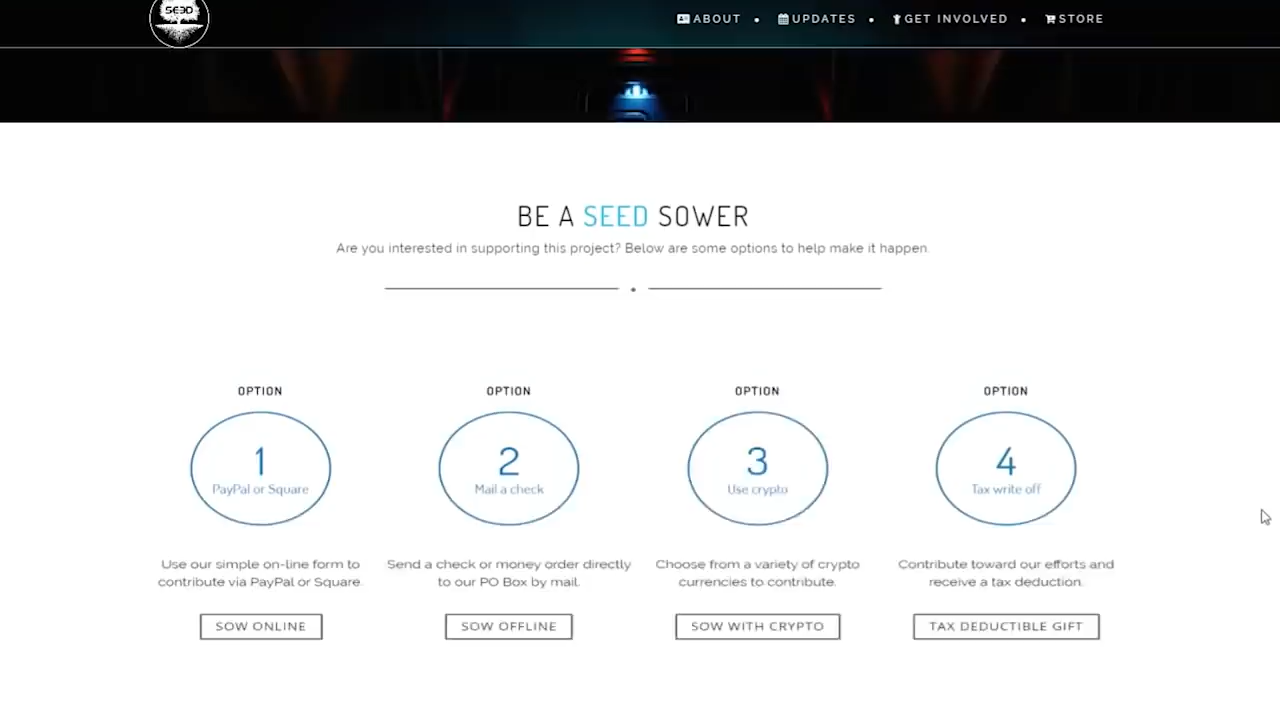 SEED
ABOUT • UPDATES • GET INVOLVED • STORE
BE A SEED SOWER
Are you interested in supporting this project? Below are some options to help make it happen.
OPTION
1
PayPal or Square
Use our simple on-line form to
contribute via PayPal or Square.
SOW ONLINE
OPTION
2
Mail a check
Send a check or money order directly
to our PO Box by mail.
SOW OFFLINE
OPTION
3
Use crypto
Choose from a variety of crypto
currencies to contribute.
SOW WITH CRYPTO
OPTION
4
Tax write off
Contribute toward our efforts and
receive a tax deduction.
TAX DEDUCTIBLE GIFT